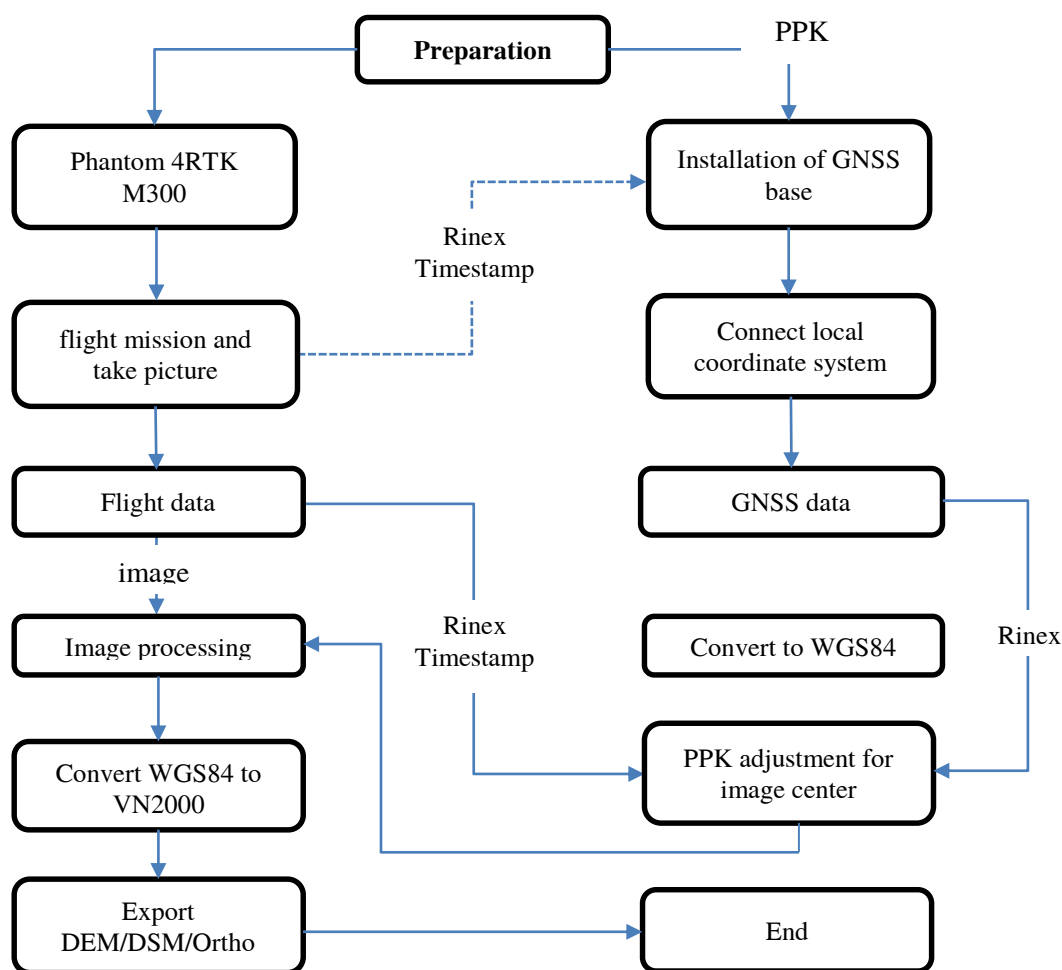 Preparation
PPK
Phantom 4RTK
M300
Installation of GNSS
base
Rinex
Timestamp
flight mission and
take picture
Connect local
coordinate system
Flight data
GNSS data
image
Image processing
Rinex
Timestamp
Convert to WGS84
Rinex
Convert WGS84 to
VN2000
PPK adjustment for
image center
Export
DEM/DSM/Ortho
End